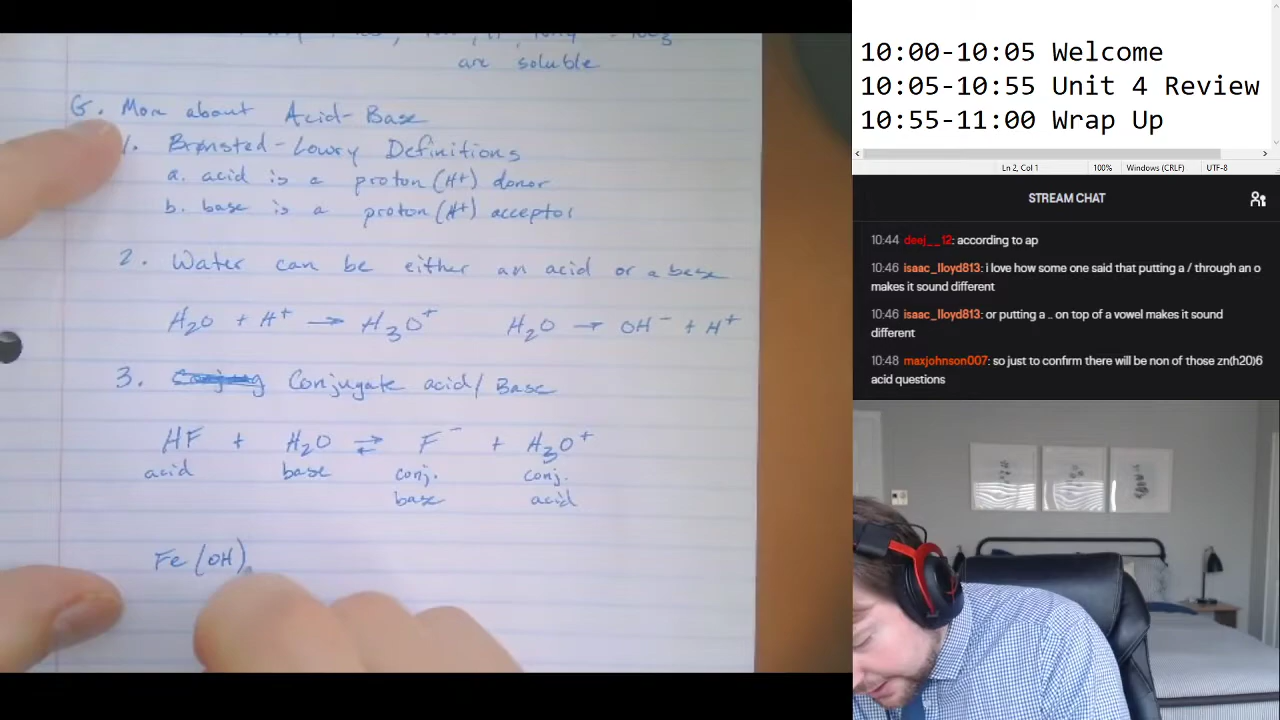 are soluble
G. More about Acid-Base
1. Brønsted-Lowry Definitions
a. acid is a proton (H+) donor
b. base is a proton (H+) acceptor
2. Water can be either an acid or a base
H₂O + H⁺ → H₃O⁺ H₂O → OH⁻ + H⁺
3. Conjugate acid/Base
HF + H₂O ⇌ F⁻ + H₃O⁺
acid base conj. conj.
base acid
Fe(OH)
10:00-10:05 Welcome
10:05-10:55 Unit 4 Review
10:55-11:00 Wrap Up
Ln 2, Col 1 100% Windows (CRLF) UTF-8
STREAM CHAT
10:44 deej__12: according to ap
10:46 isaac_lloyd813: i love how some one said that putting a / through an o
makes it sound different
10:46 isaac_lloyd813: or putting a .. on top of a vowel makes it sound
different
10:48 maxjohnson007: so just to confirm there will be non of those zn(h20)6
acid questions